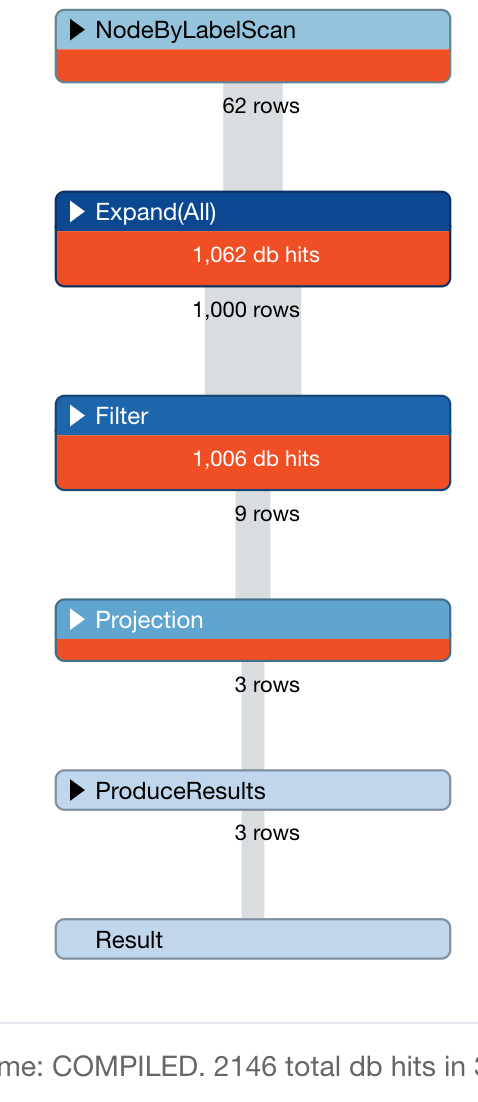 NodeByLabelScan
62 rows
Expand(All)
1,062 db hits
1,000 rows
Filter
1,006 db hits
9 rows
Projection
3 rows
ProduceResults
3 rows
Result
me: COMPILED. 2146 total db hits in